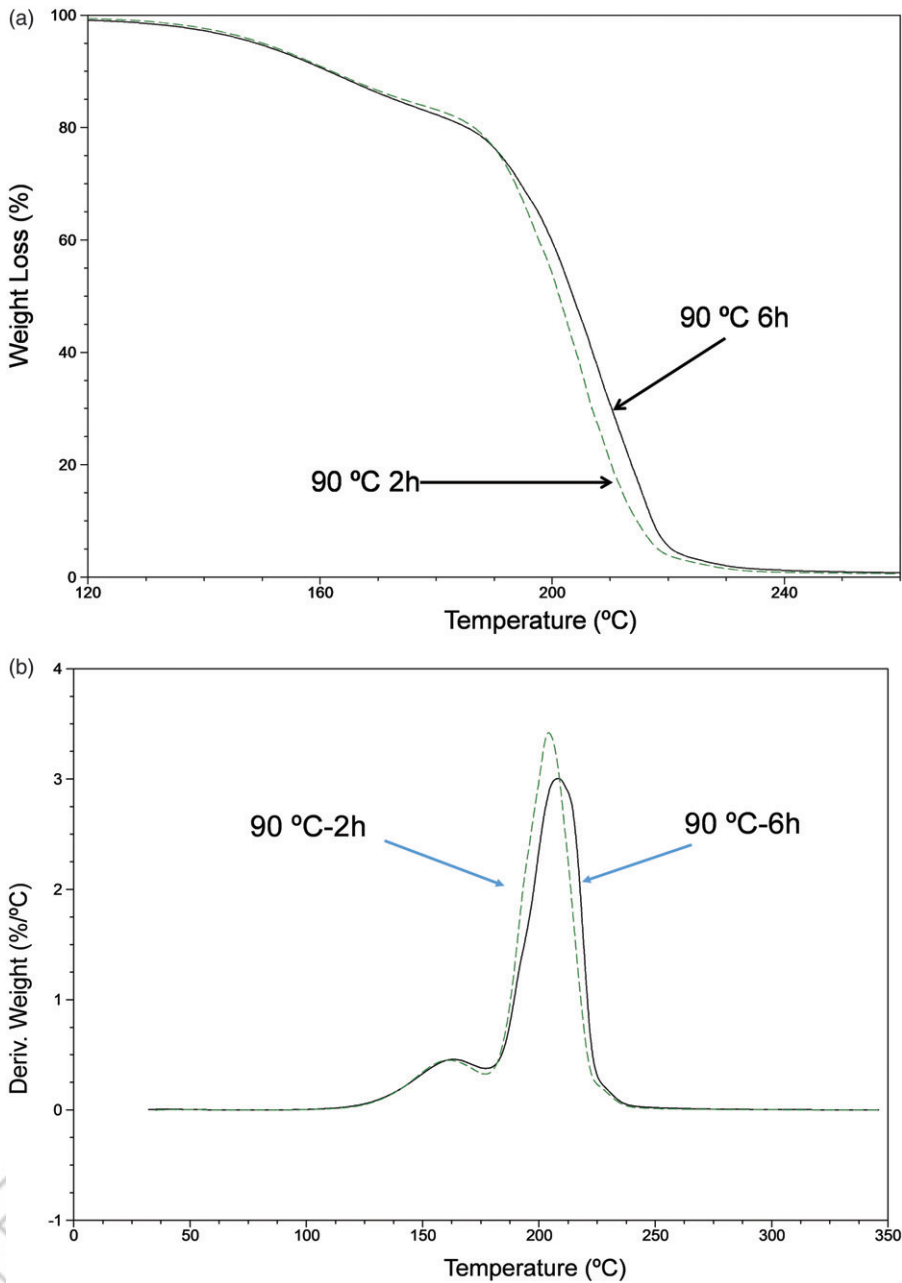 (a)
100
80
60
40
20
0
Weight Loss (%)
90 ºC 6h
90 ºC 2h
120
160
200
240
Temperature (ºC)
(b)
4
3
2
1
0
-1
Deriv. Weight (%/ºC)
90 ºC-2h
90 ºC-6h
0
50
100
150
200
250
300
350
Temperature (ºC)